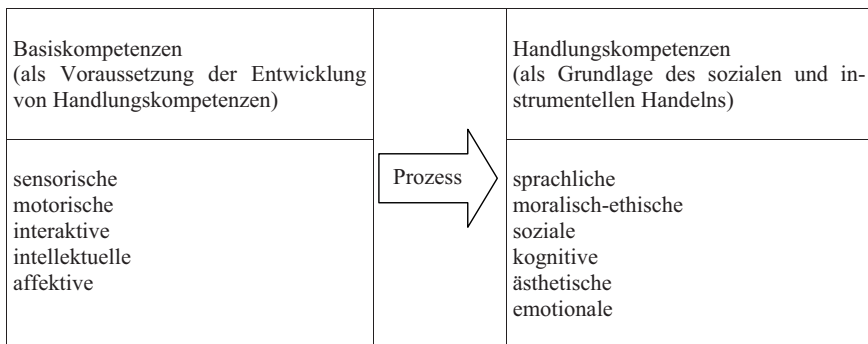 Basiskompetenzen
(als Voraussetzung der Entwicklung
von Handlungskompetenzen)
sensorische
motorische
interaktive
intellektuelle
affektive
Prozess
Handlungskompetenzen
(als Grundlage des sozialen und in-
strumentellen Handelns)
sprachliche
moralisch-ethische
soziale
kognitive
ästhetische
emotionale